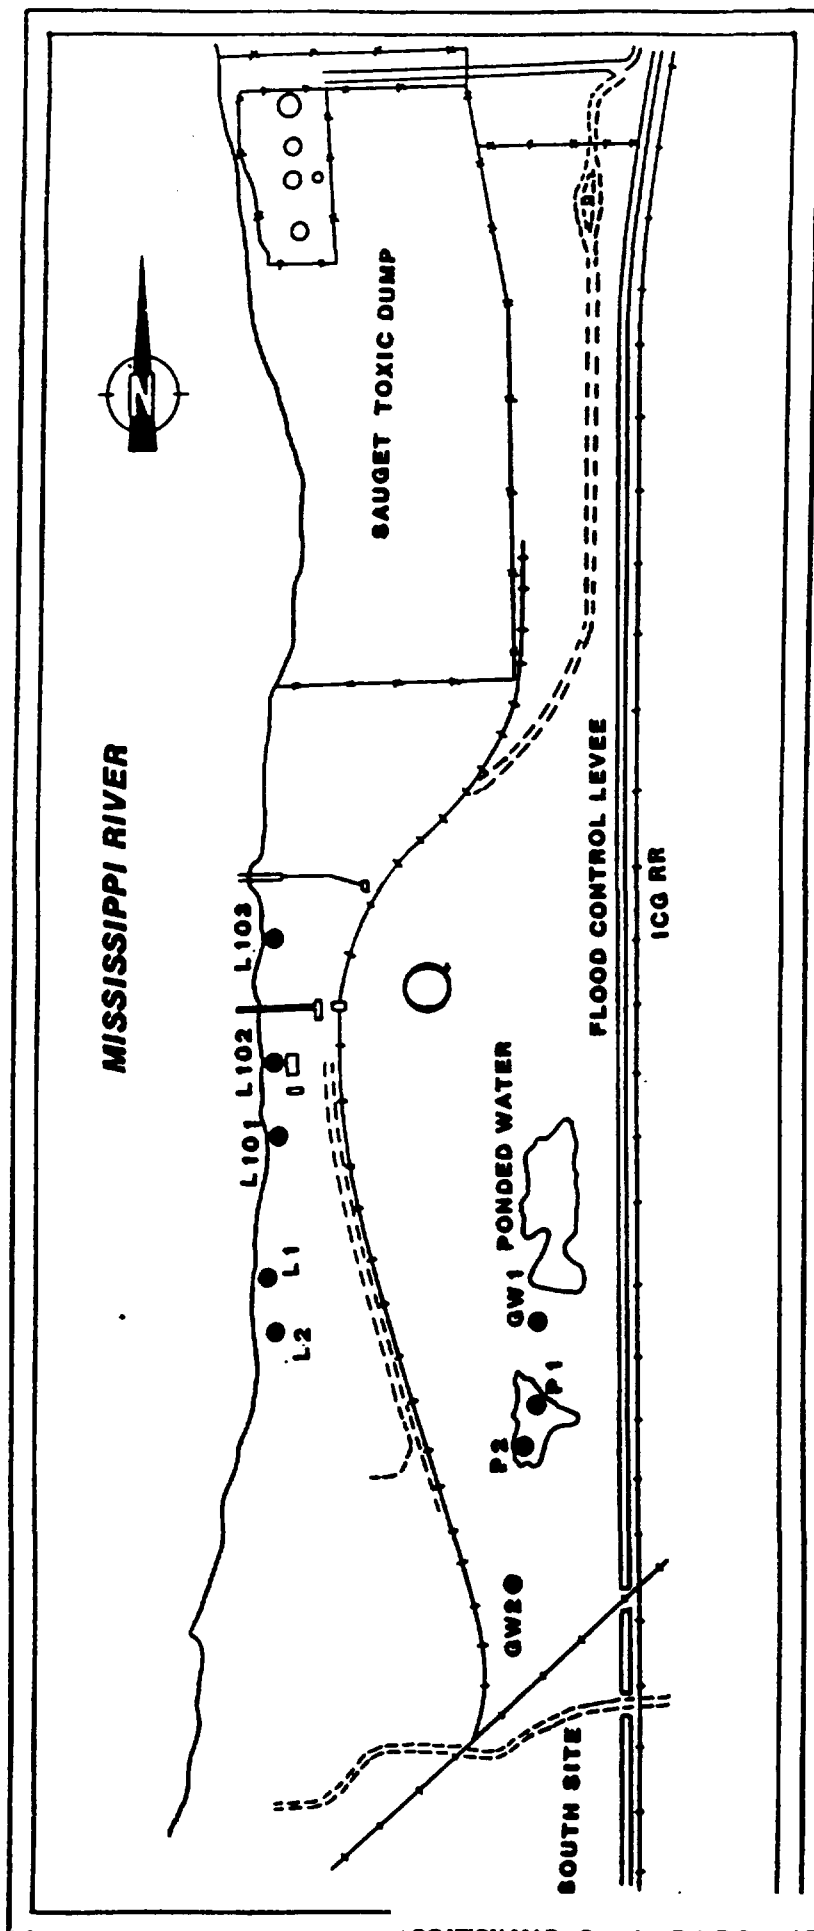 SAUGET TOXIC DUMP
N
MISSISSIPPI RIVER
FLOOD CONTROL LEVEE
ICG RR
L103
Q
L102
L101
PONDED WATER
L1
GW1
L2
P1
P2
GW2
SOUTH SITE